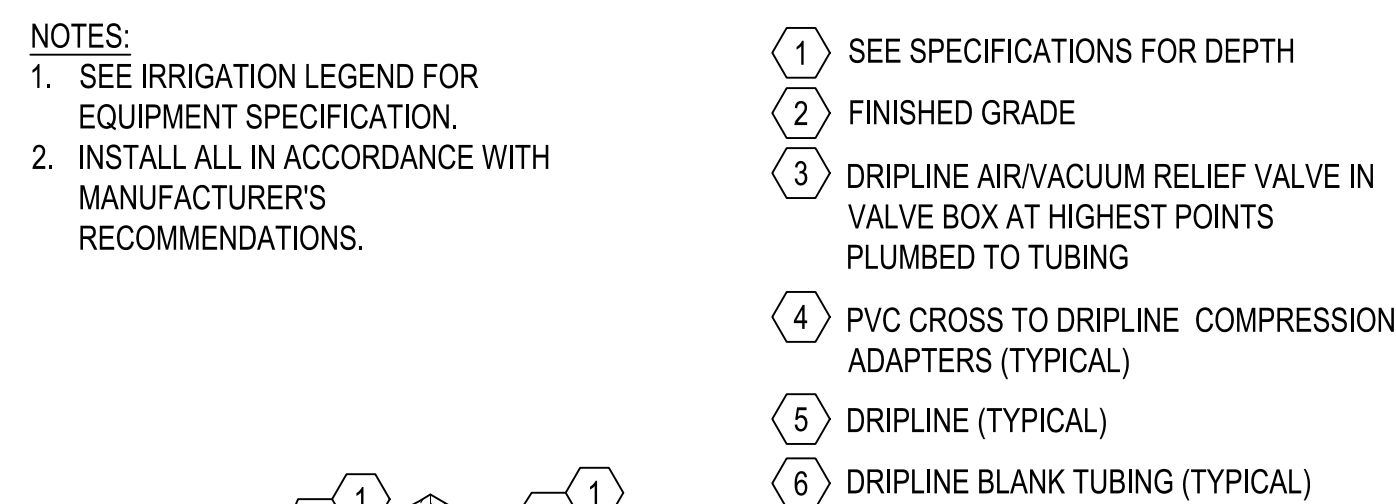 NOTES:
1. SEE IRRIGATION LEGEND FOR
EQUIPMENT SPECIFICATION.
2. INSTALL ALL IN ACCORDANCE WITH
MANUFACTURER'S
RECOMMENDATIONS.
1 SEE SPECIFICATIONS FOR DEPTH
2 FINISHED GRADE
3 DRIPLINE AIR/VACUUM RELIEF VALVE IN
VALVE BOX AT HIGHEST POINTS
PLUMBED TO TUBING
4 PVC CROSS TO DRIPLINE COMPRESSION
ADAPTERS (TYPICAL)
5 DRIPLINE (TYPICAL)
6 DRIPLINE BLANK TUBING (TYPICAL)
1 1